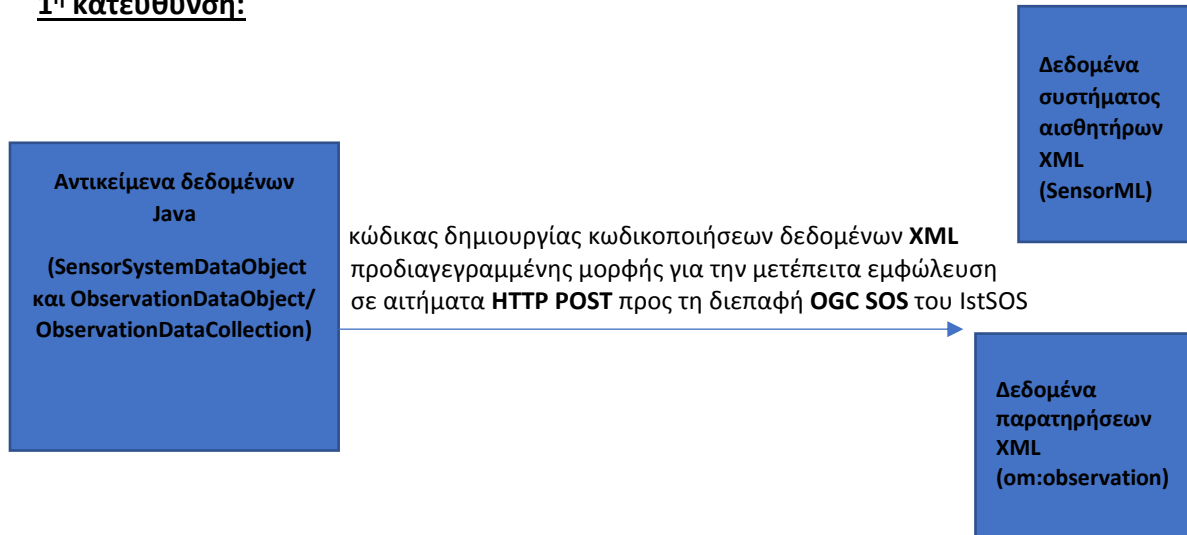 1η κατεύθυνση:
Αντικείμενα δεδομένων
Java
(SensorSystemDataObject
και ObservationDataObject/
ObservationDataCollection)
κώδικας δημιουργίας κωδικοποιήσεων δεδομένων XML
προδιαγεγραμμένης μορφής για την μετέπειτα εμφώλευση
σε αιτήματα HTTP POST προς τη διεπαφή OGC SOS του IstSOS
Δεδομένα
συστήματος
αισθητήρων
XML
(SensorML)
Δεδομένα
παρατηρήσεων
XML
(om:observation)